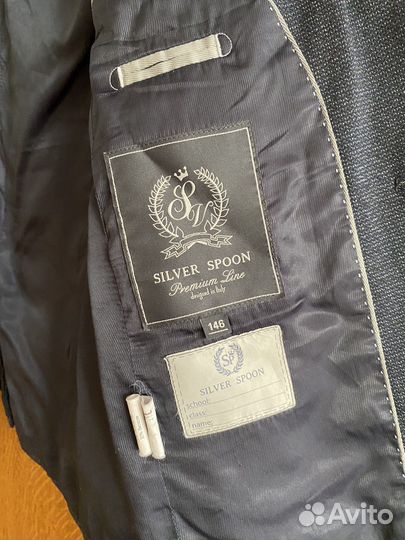 SV
SILVER SPOON
Premium Line
designed in Italy
146
SP
SILVER SPOON
school:
class:
name:
Avito